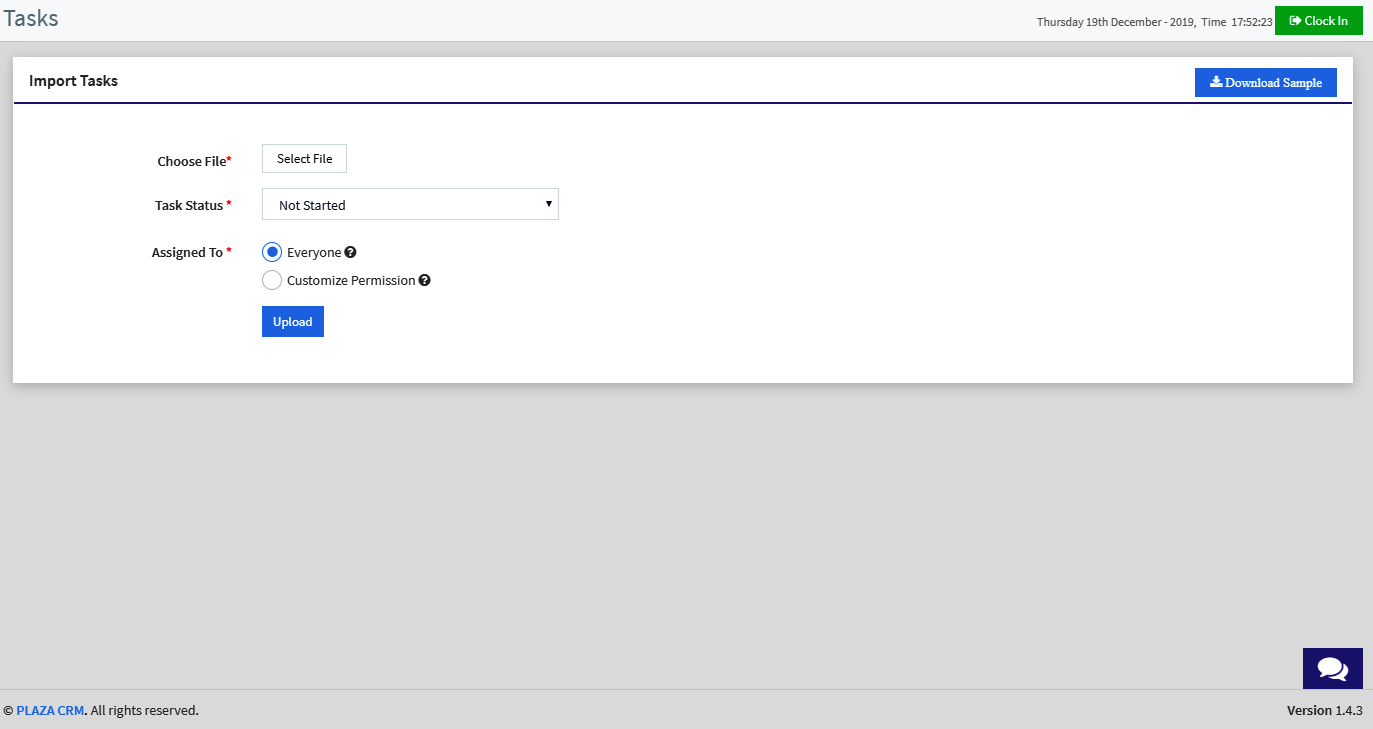 Tasks
Thursday 19th December - 2019, Time 17:52:23
Clock In
Import Tasks
Download Sample
Choose File*
Select File
Task Status *
Not Started
Assigned To *
Everyone
Customize Permission
Upload
© PLAZA CRM. All rights reserved.
Version 1.4.3